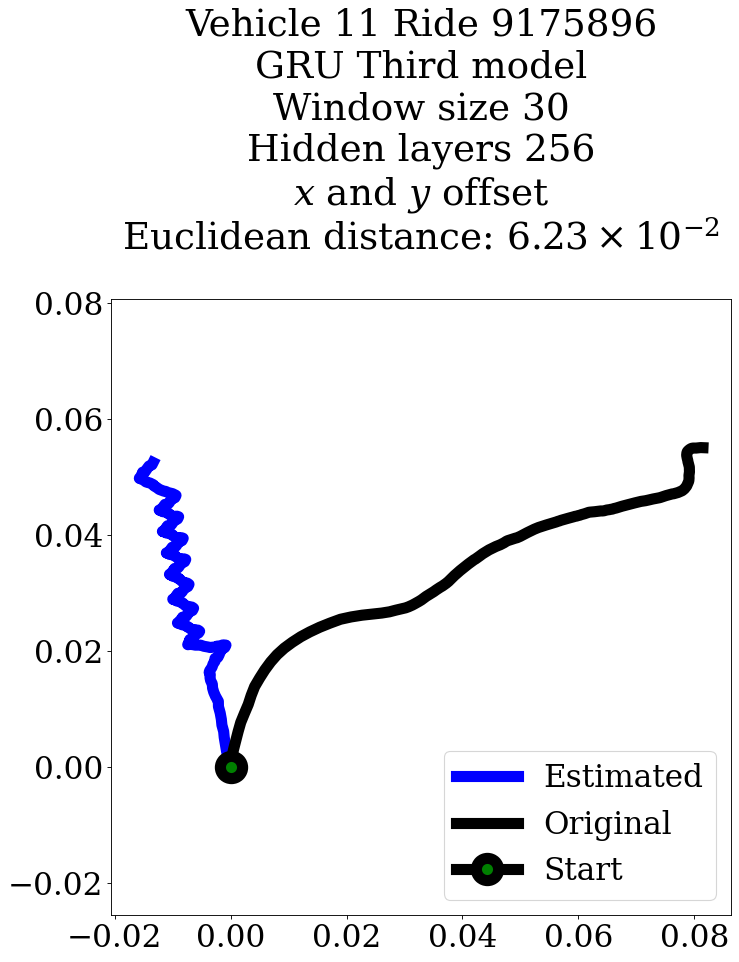 Vehicle 11 Ride 9175896
GRU Third model
Window size 30
Hidden layers 256
x and y offset
Euclidean distance: 6.23 × 10⁻²
0.08
0.06
0.04
0.02
0.00
−0.02
Estimated
Original
Start
−0.02 0.00 0.02 0.04 0.06 0.08